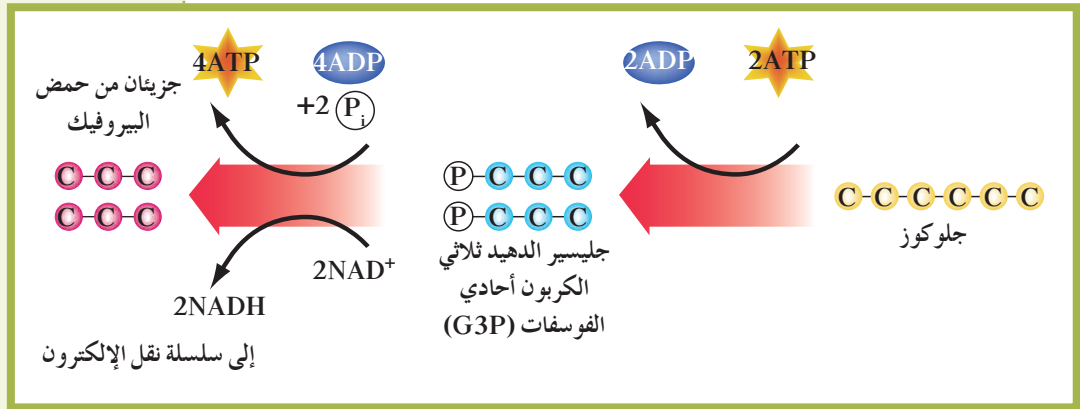 2ATP
2ADP
4ADP
+2 Pi
4ATP
جزيئان من حمض
البيروفيك
C-C-C-C-C-C
جلوكوز
P-C-C-C
P-C-C-C
جليسير الدهيد ثلاثي
الكربون أحادي
الفوسفات (G3P)
C-C-C
C-C-C
2NAD⁺
2NADH
إلى سلسلة نقل الإلكترون